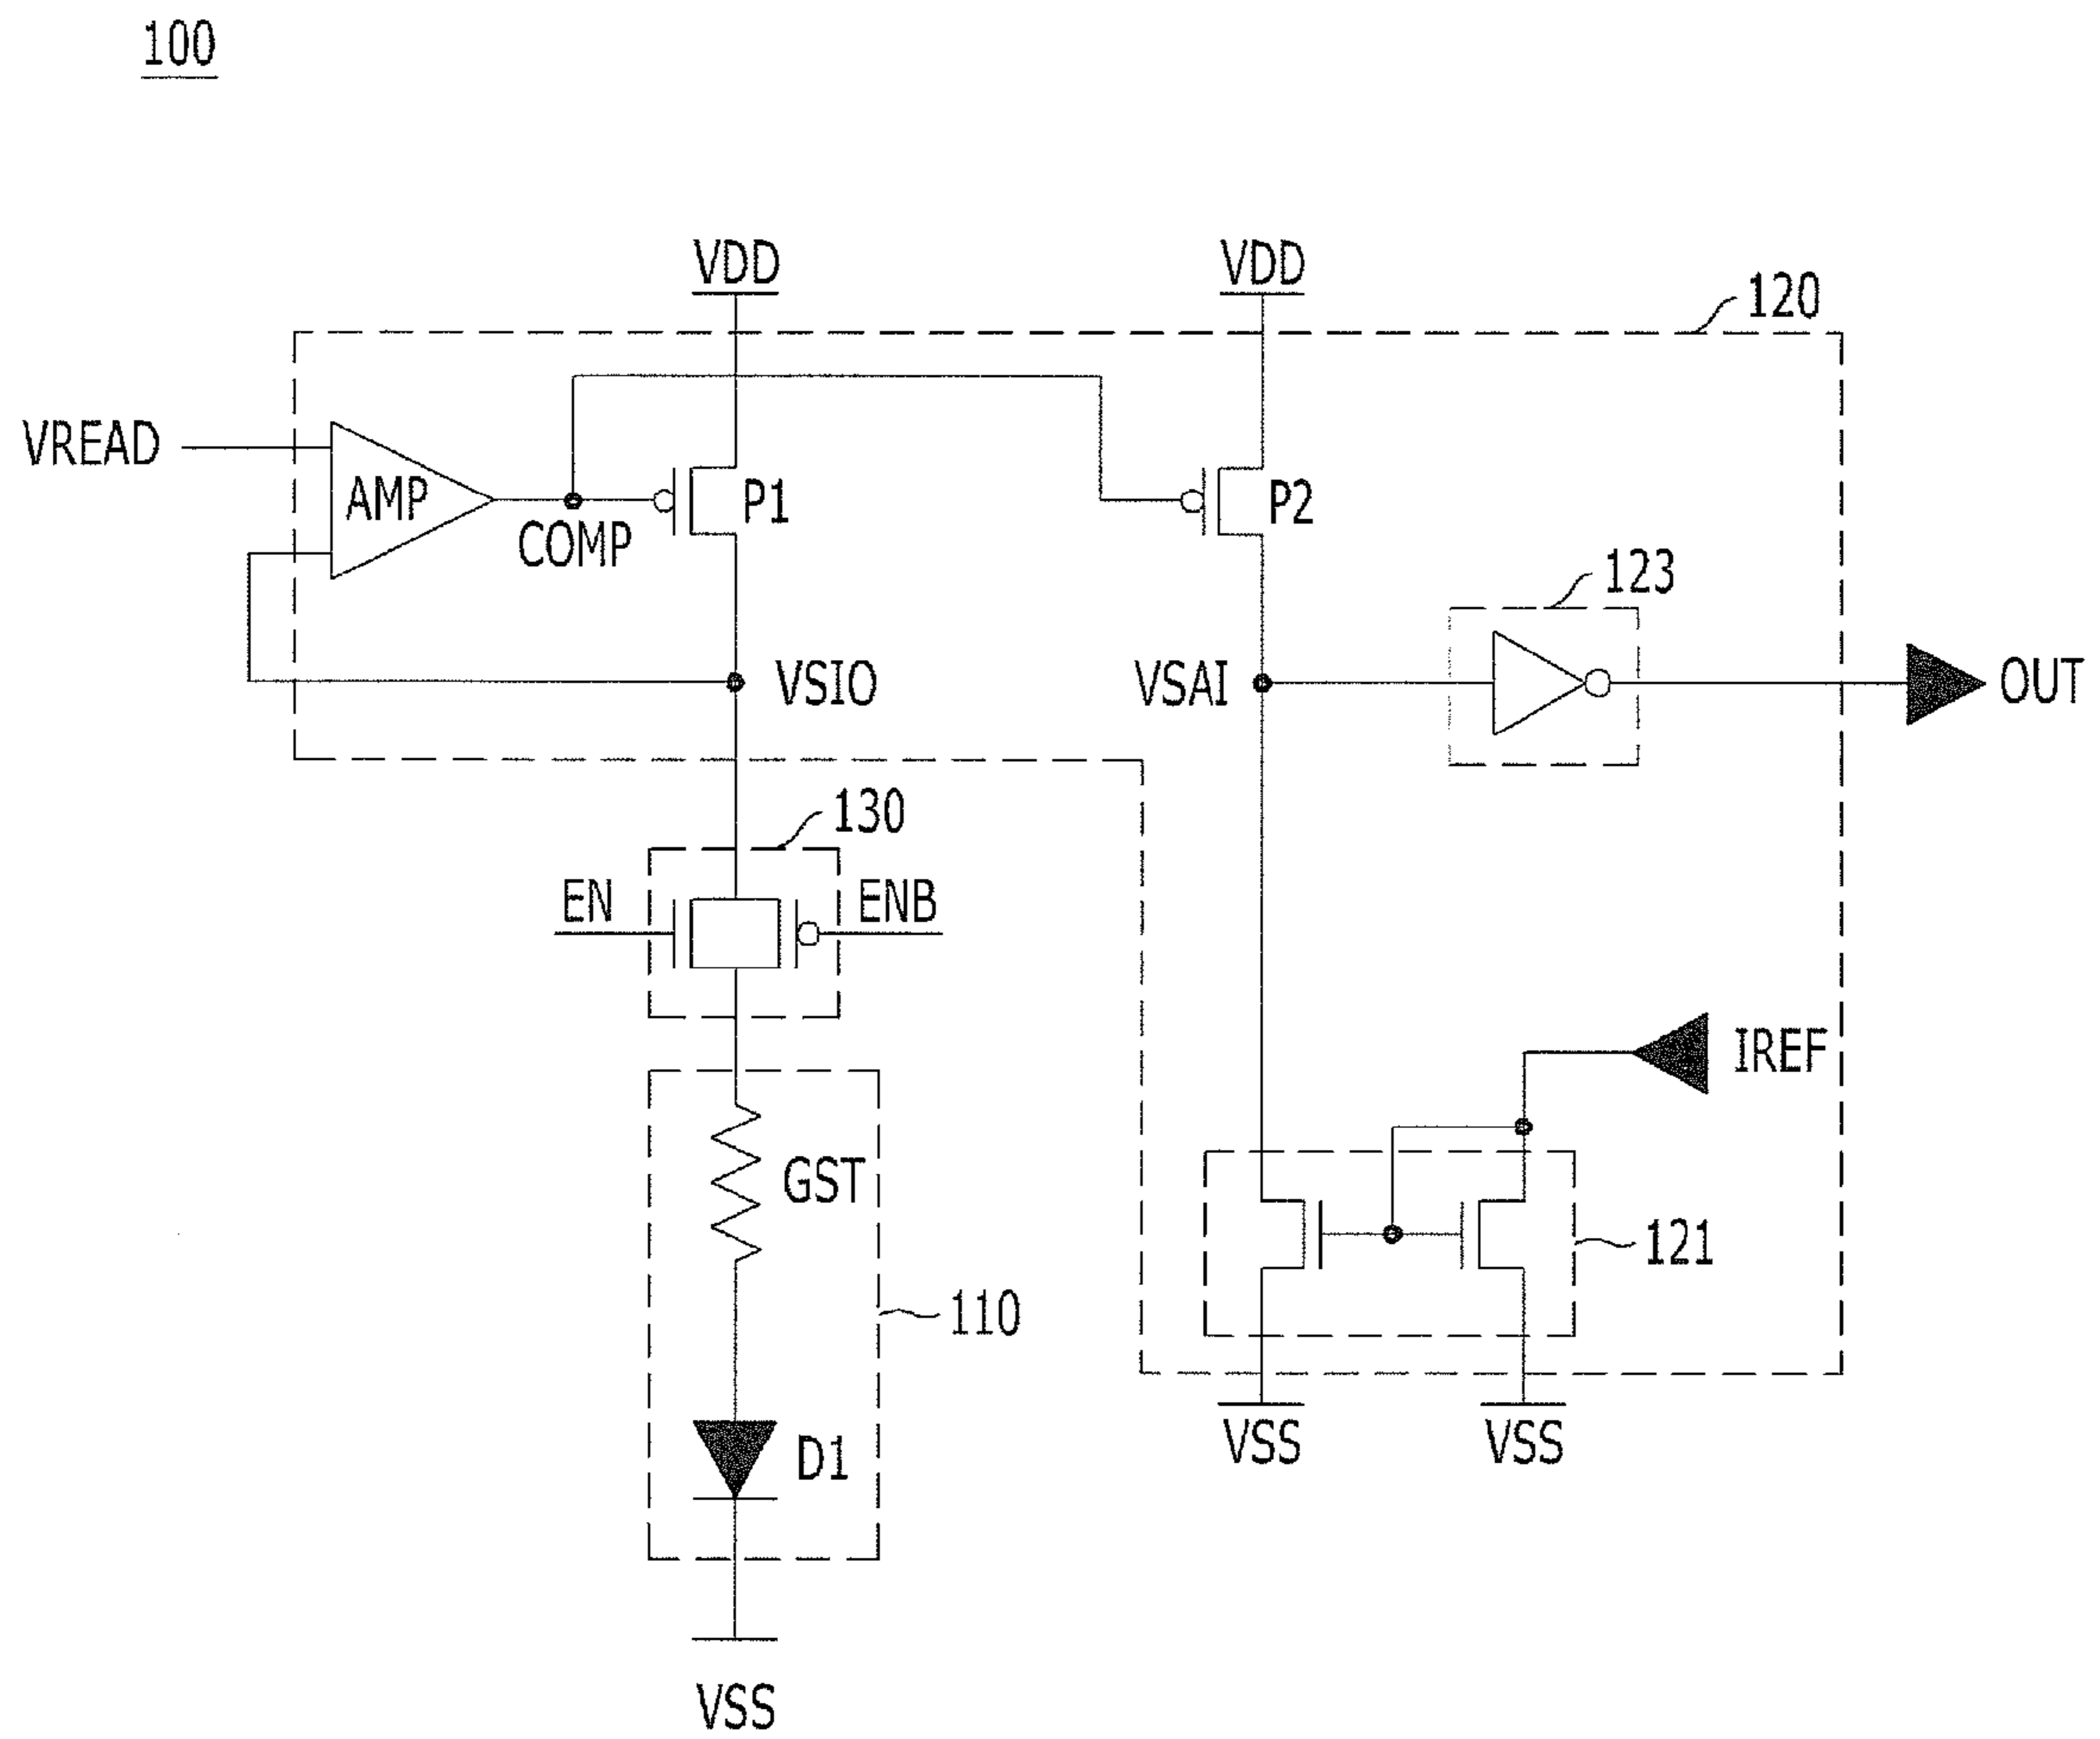 100
VDD
VDD
120
VREAD
AMP
P1
P2
COMP
123
VSIO
VSAI
OUT
130
EN
ENB
IREF
GST
121
110
D1
VSS
VSS
VSS